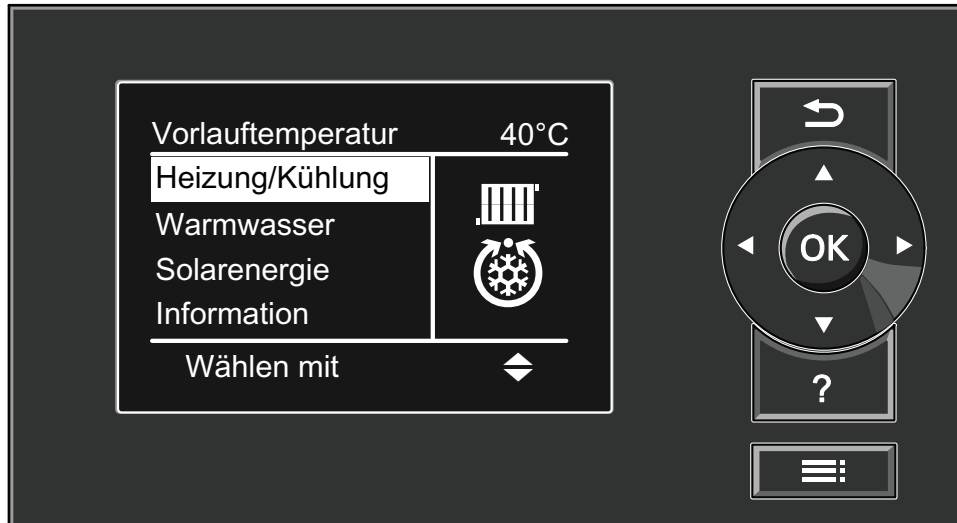 Vorlauftemperatur 40°C
Heizung/Kühlung
Warmwasser
Solarenergie
Information
Wählen mit
OK
?